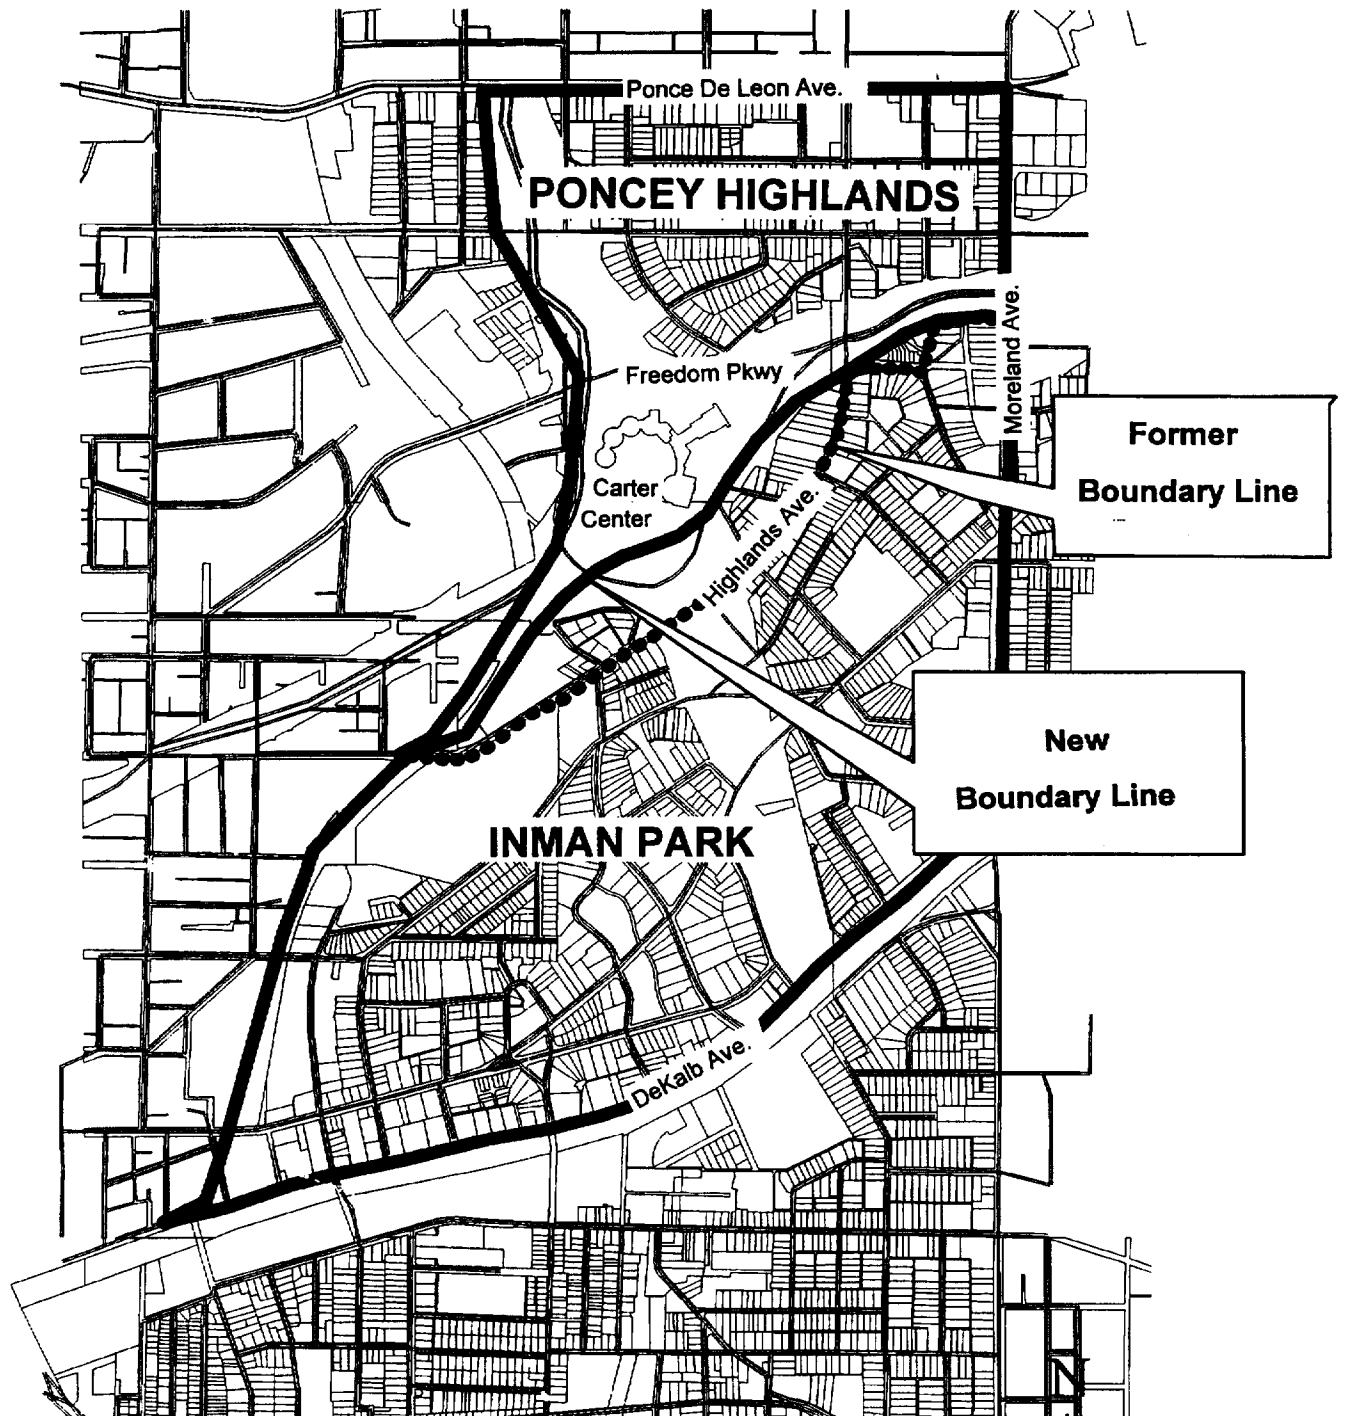 Ponce De Leon Ave.
PONCEY HIGHLANDS
Moreland Ave.
Freedom Pkwy
Former
Boundary Line
Carter
Center
Highlands Ave.
New
Boundary Line
INMAN PARK
DeKalb Ave.